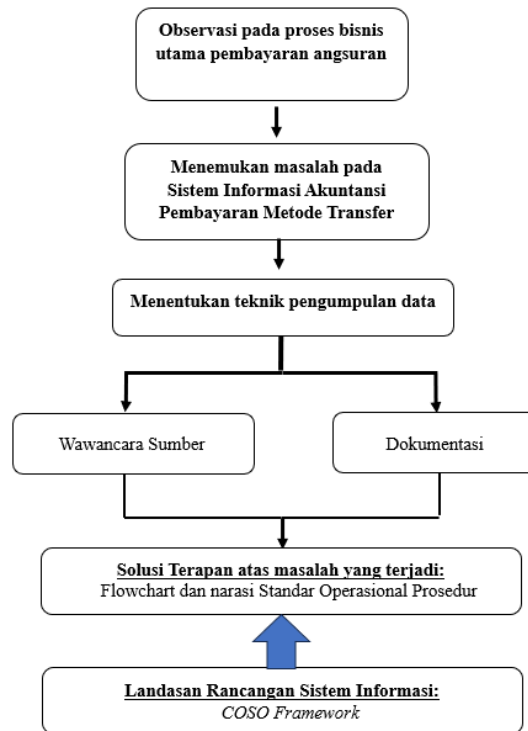 Observasi pada proses bisnis
utama pembayaran angsuran
Menemukan masalah pada
Sistem Informasi Akuntansi
Pembayaran Metode Transfer
Menentukan teknik pengumpulan data
Wawancara Sumber
Dokumentasi
Solusi Terapan atas masalah yang terjadi:
Flowchart dan narasi Standar Operasional Prosedur
Landasan Rancangan Sistem Informasi:
COSO Framework